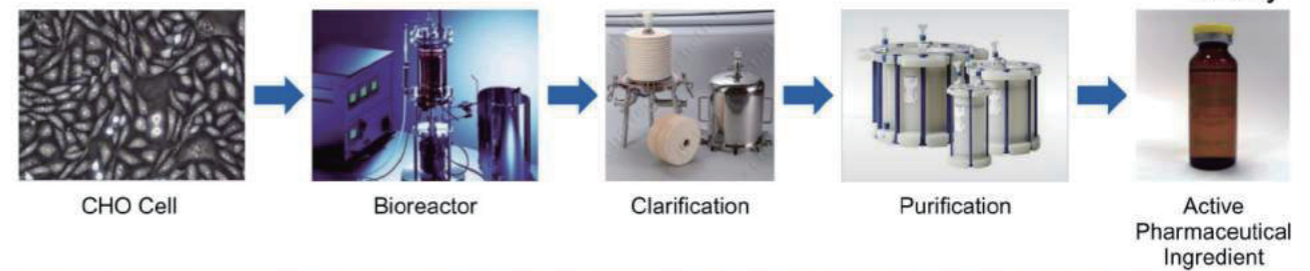 CHO Cell
Bioreactor
Clarification
Purification
Active
Pharmaceutical
Ingredient